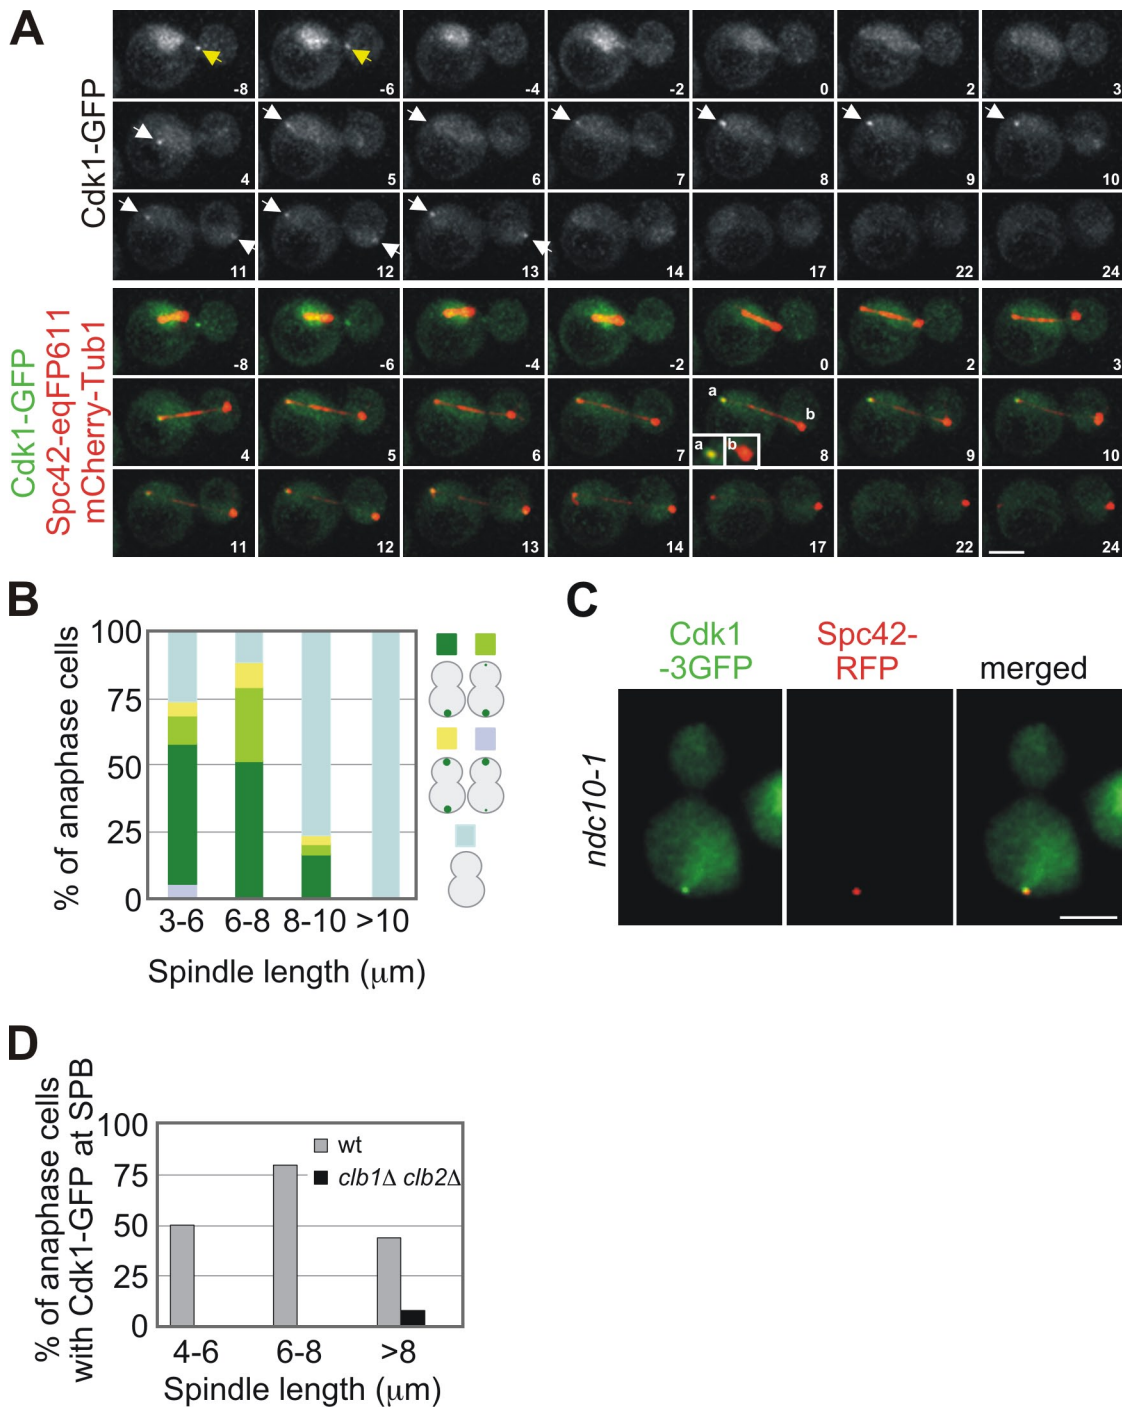 A
Cdk1-GFP
-8 -6 -4 -2 0 2 3
4 5 6 7 8 9 10
11 12 13 14 17 22 24
Cdk1-GFP
Spc42-eqFP611
mCherry-Tub1
-8 -6 -4 -2 0 2 3
a
b
a b
4 5 6 7 8 9 10
11 12 13 14 17 22 24
B
% of anaphase cells
100
75
50
25
0
3-6 6-8 8-10 >10
Spindle length (μm)
C
Cdk1
-3GFP
Spc42-
RFP
merged
ndc10-1
D
% of anaphase cells
with Cdk1-GFP at SPB
100
75
50
25
0
wt
clb1Δ clb2Δ
4-6 6-8 >8
Spindle length (μm)